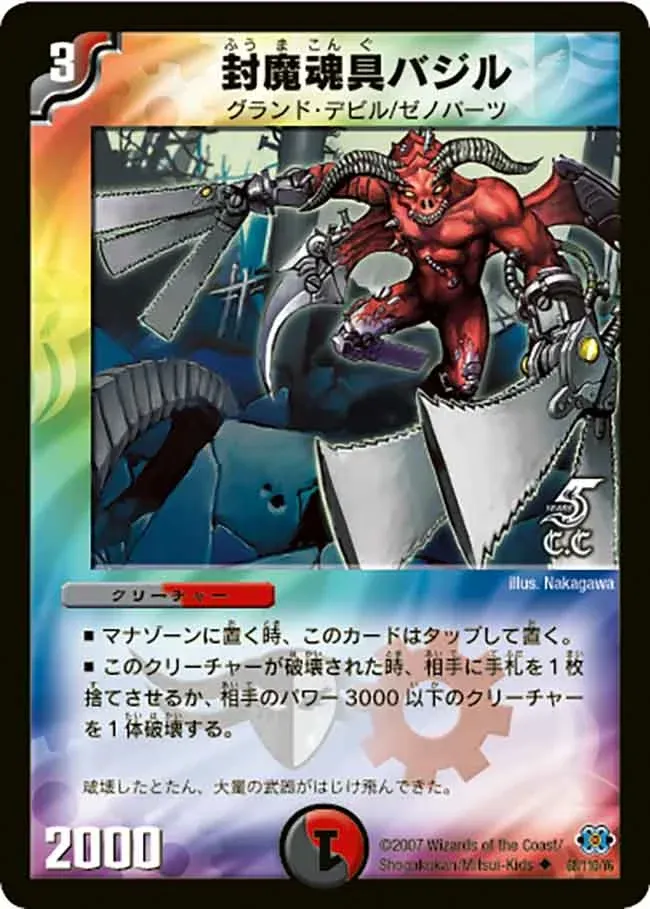 3
ふう ま こん ぐ
封魔魂具バジル
グランド・デビル/ゼノパーツ
5
YEARS
C.C
illus. Nakagawa
クリーチャー
■ マナゾーンに置く時、このカードはタップして置く。
■ このクリーチャーが破壊された時、相手に手札を1枚
捨てさせるか、相手のパワー3000以下のクリーチャー
を1体破壊する。
破壊したとたん、大量の武器がはじけ飛んできた。
2000
1
©2007 Wizards of the Coast/
Shogakukan/Mitsui-Kids ◆
68/110/Y6